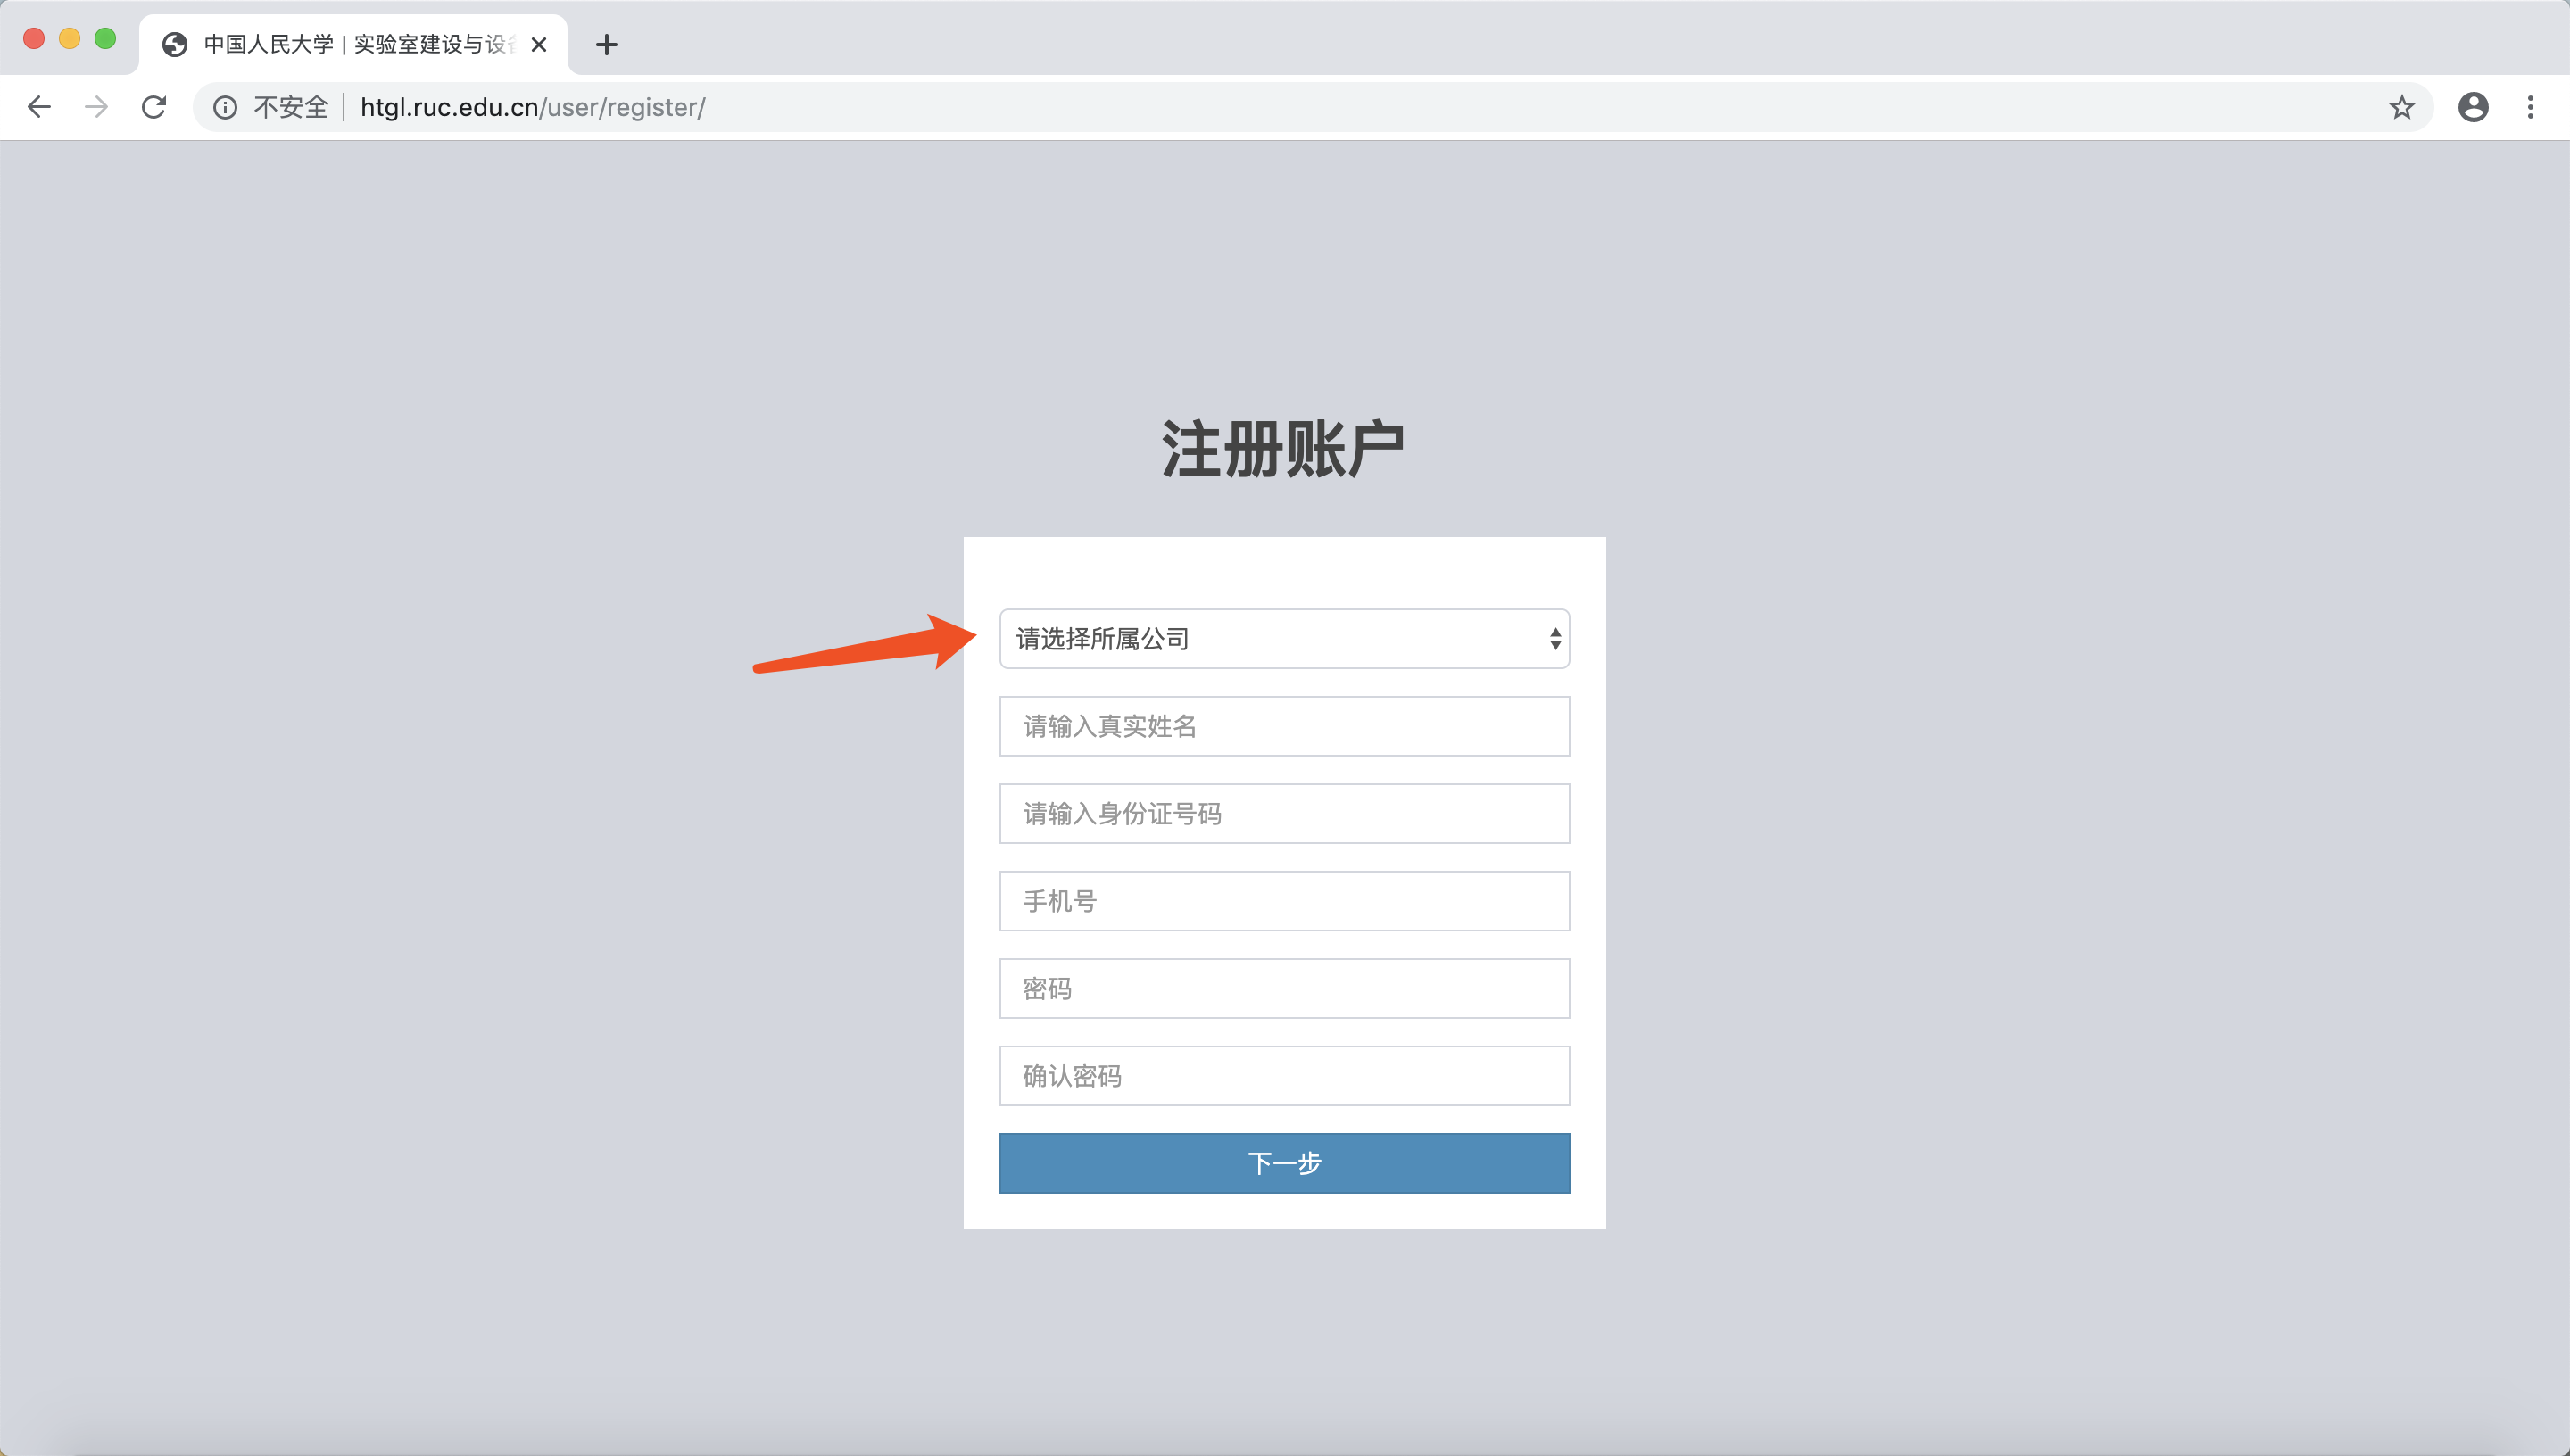 中国人民大学 | 实验室建设与设
不安全
htgl.ruc.edu.cn/user/register/
注册账户
请选择所属公司
请输入真实姓名
请输入身份证号码
手机号
密码
确认密码
下一步